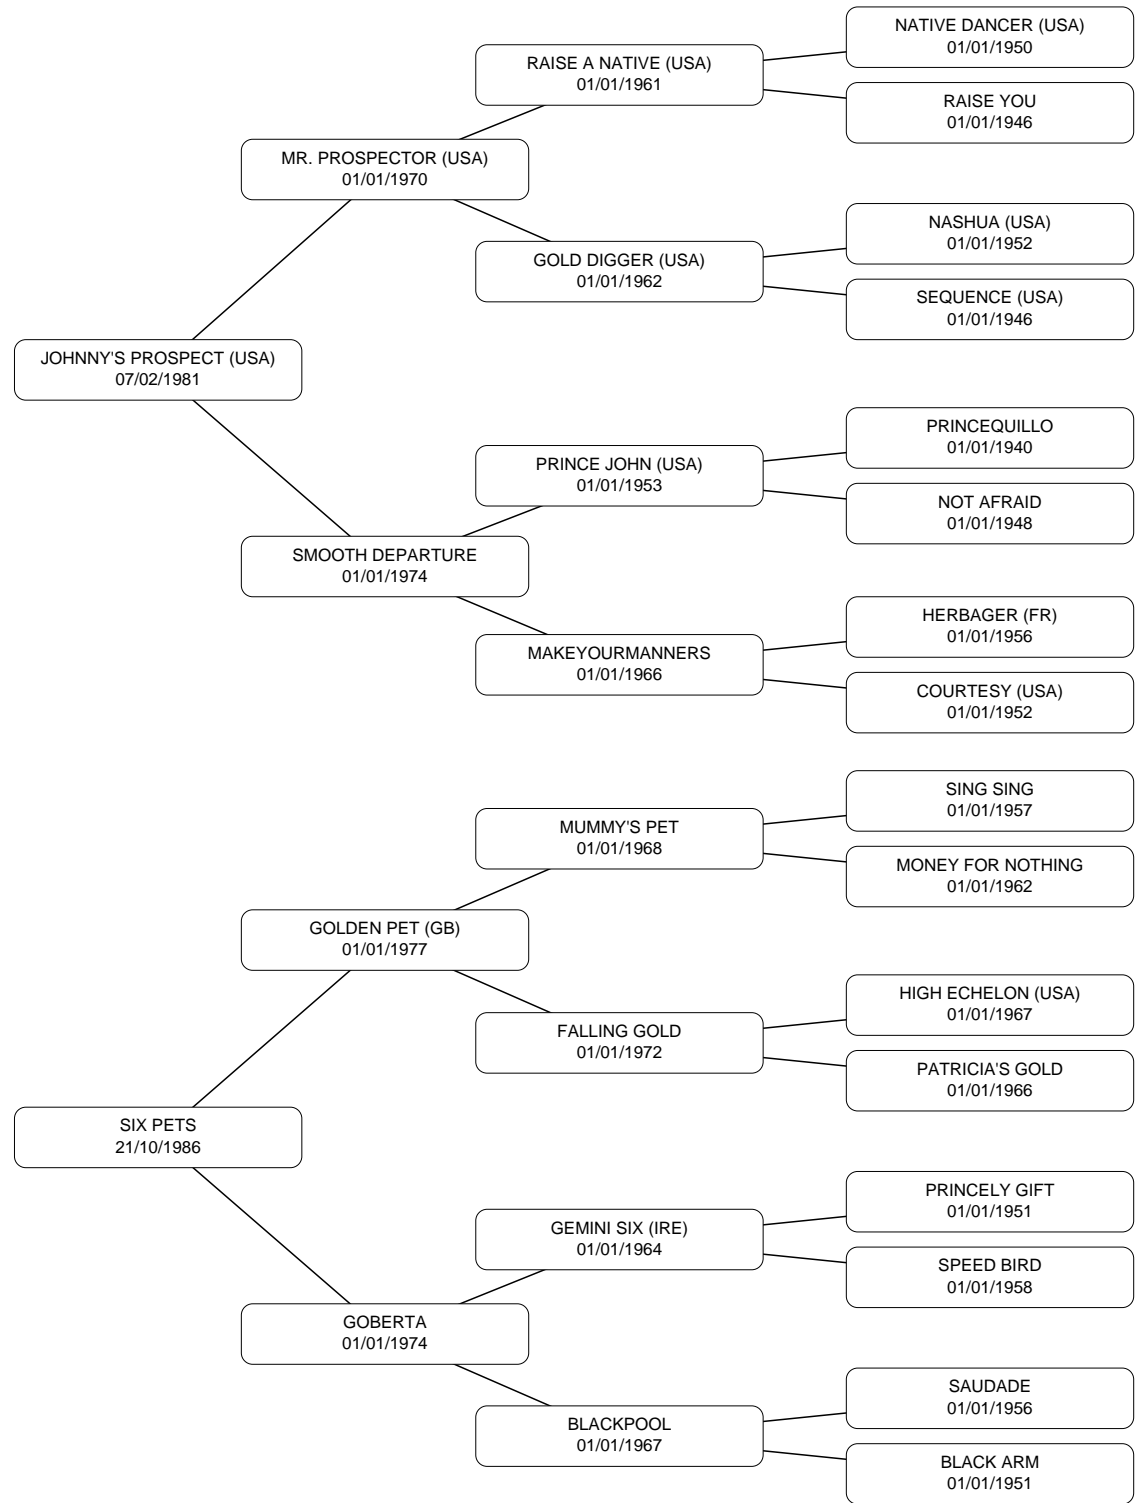 NATIVE DANCER (USA)
01/01/1950
RAISE A NATIVE (USA)
01/01/1961
RAISE YOU
01/01/1946
MR. PROSPECTOR (USA)
01/01/1970
NASHUA (USA)
01/01/1952
GOLD DIGGER (USA)
01/01/1962
SEQUENCE (USA)
01/01/1946
JOHNNY'S PROSPECT (USA)
07/02/1981
PRINCEQUILLO
01/01/1940
PRINCE JOHN (USA)
01/01/1953
NOT AFRAID
01/01/1948
SMOOTH DEPARTURE
01/01/1974
HERBAGER (FR)
01/01/1956
MAKEYOURMANNERS
01/01/1966
COURTESY (USA)
01/01/1952
SING SING
01/01/1957
MUMMY'S PET
01/01/1968
MONEY FOR NOTHING
01/01/1962
GOLDEN PET (GB)
01/01/1977
HIGH ECHELON (USA)
01/01/1967
FALLING GOLD
01/01/1972
PATRICIA'S GOLD
01/01/1966
SIX PETS
21/10/1986
PRINCELY GIFT
01/01/1951
GEMINI SIX (IRE)
01/01/1964
SPEED BIRD
01/01/1958
GOBERTA
01/01/1974
SAUDADE
01/01/1956
BLACKPOOL
01/01/1967
BLACK ARM
01/01/1951